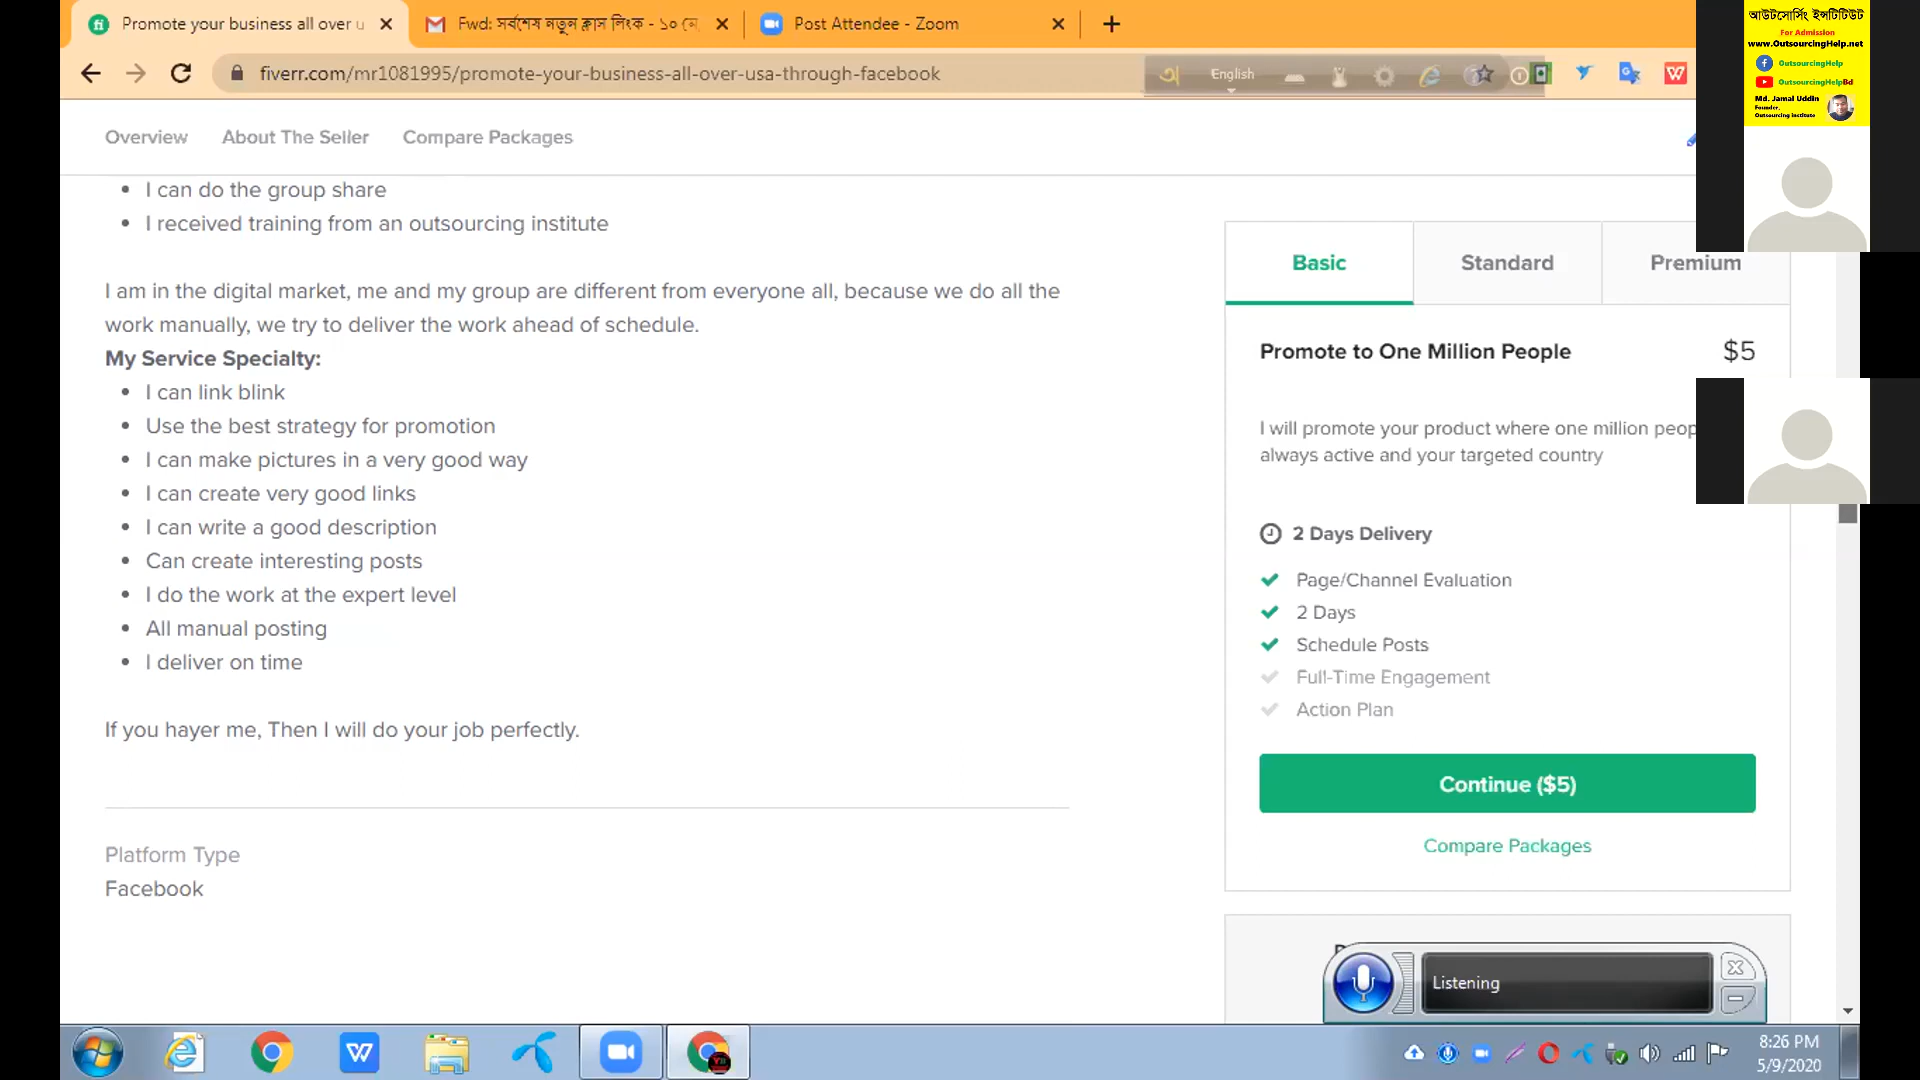 Promote your business all over u
Fwd: সর্বশেষ নতুন ক্লাস লিংক - ১০ মে
Post Attendee - Zoom
fiverr.com/mr1081995/promote-your-business-all-over-usa-through-facebook
English
আউটসোর্সিং ইন্সটিটিউট
For Admission
www.OutsourcingHelp.net
OutsourcingHelp
OutsourcingHelpBd
Md. Jamal Uddin
Founder,
Outsourcing Institute
Overview
About The Seller
Compare Packages
I can do the group share
I received training from an outsourcing institute
I am in the digital market, me and my group are different from everyone all, because we do all the
work manually, we try to deliver the work ahead of schedule.
My Service Specialty:
I can link blink
Use the best strategy for promotion
I can make pictures in a very good way
I can create very good links
I can write a good description
Can create interesting posts
I do the work at the expert level
All manual posting
I deliver on time
If you hayer me, Then I will do your job perfectly.
Platform Type
Facebook
Basic
Standard
Premium
Promote to One Million People
$5
I will promote your product where one million peop
always active and your targeted country
2 Days Delivery
Page/Channel Evaluation
2 Days
Schedule Posts
Full-Time Engagement
Action Plan
Continue ($5)
Compare Packages
Listening
8:26 PM
5/9/2020